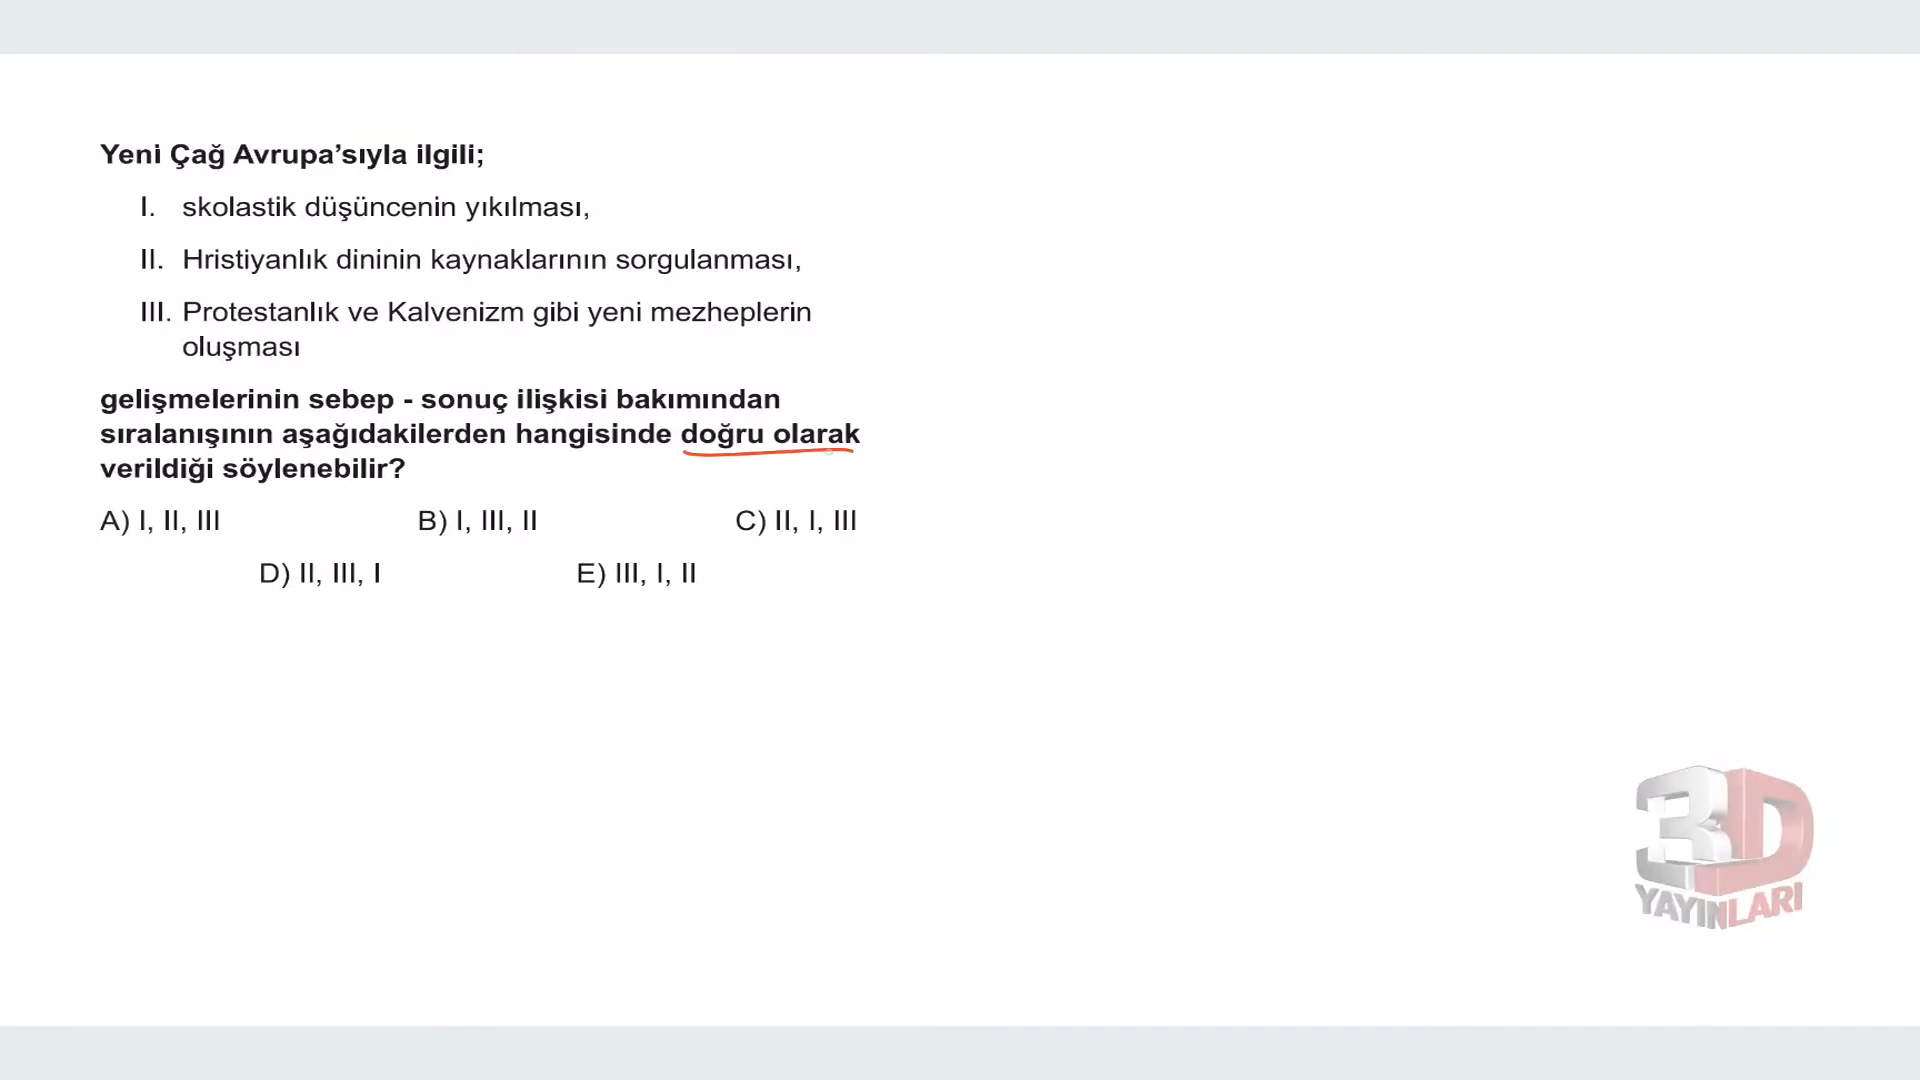 Yeni Çağ Avrupa’sıyla ilgili;
I. skolastik düşüncenin yıkılması,
II. Hristiyanlık dininin kaynaklarının sorgulanması,
III. Protestanlık ve Kalvenizm gibi yeni mezheplerin
oluşması
gelişmelerinin sebep - sonuç ilişkisi bakımından
sıralanışının aşağıdakilerden hangisinde doğru olarak
verildiği söylenebilir?
A) I, II, III B) I, III, II C) II, I, III
D) II, III, I E) III, I, II
3D
YAYINLARI